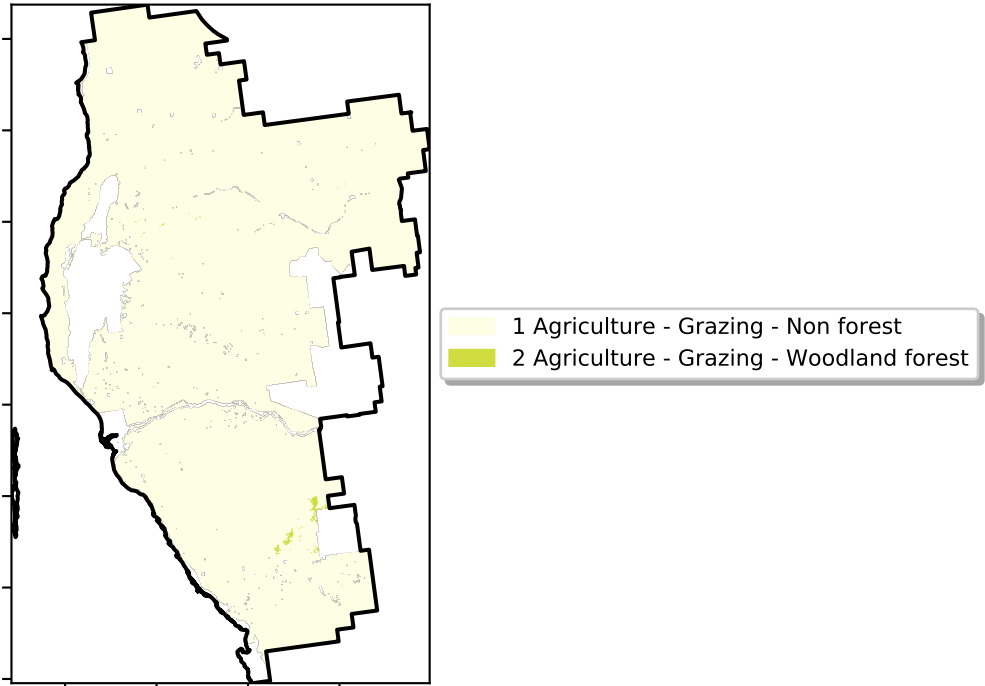 1 Agriculture - Grazing - Non forest
2 Agriculture - Grazing - Woodland forest